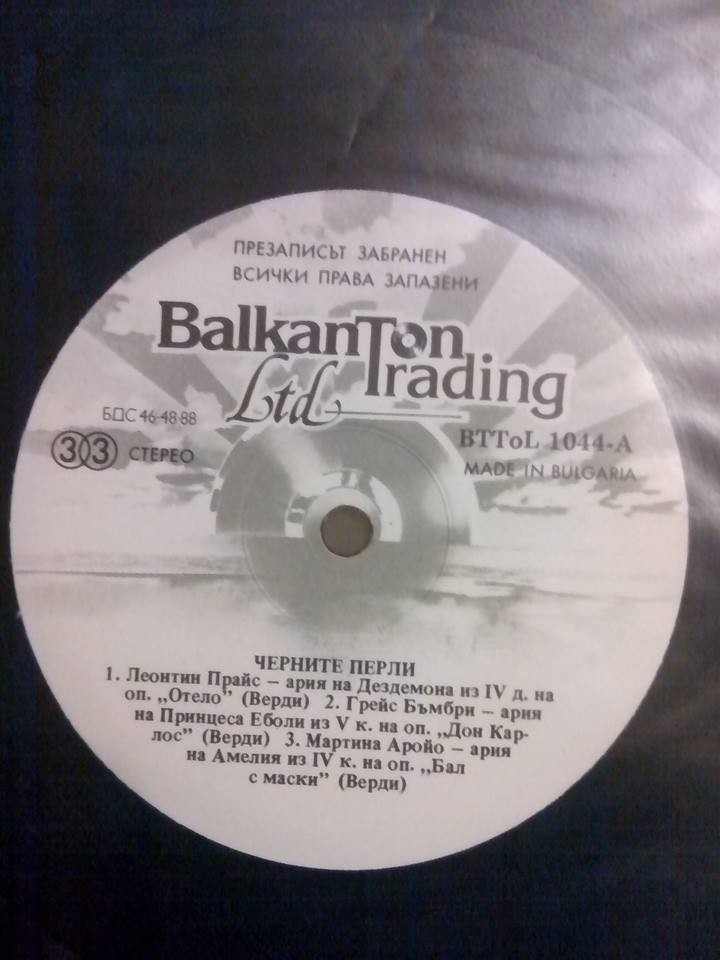 ПРЕЗАПИСЪТ ЗАБРАНЕН
ВСИЧКИ ПРАВА ЗАПАЗЕНИ
BalkanTon
Trading
Ltd
БДС 46-48-88
33 СТЕРЕО
BTToL 1044-A
MADE IN BULGARIA
ЧЕРНИТЕ ПЕРЛИ
1. Леонтин Прайс – ария на Дездемона из IV д. на
оп. „Отело” (Верди) 2. Грейс Бъмбри – ария
на Принцеса Еболи из V к. на оп. „Дон Кар-
лос” (Верди) 3. Мартина Аройо – ария
на Амелия из IV к. на оп. „Бал
с маски” (Верди)